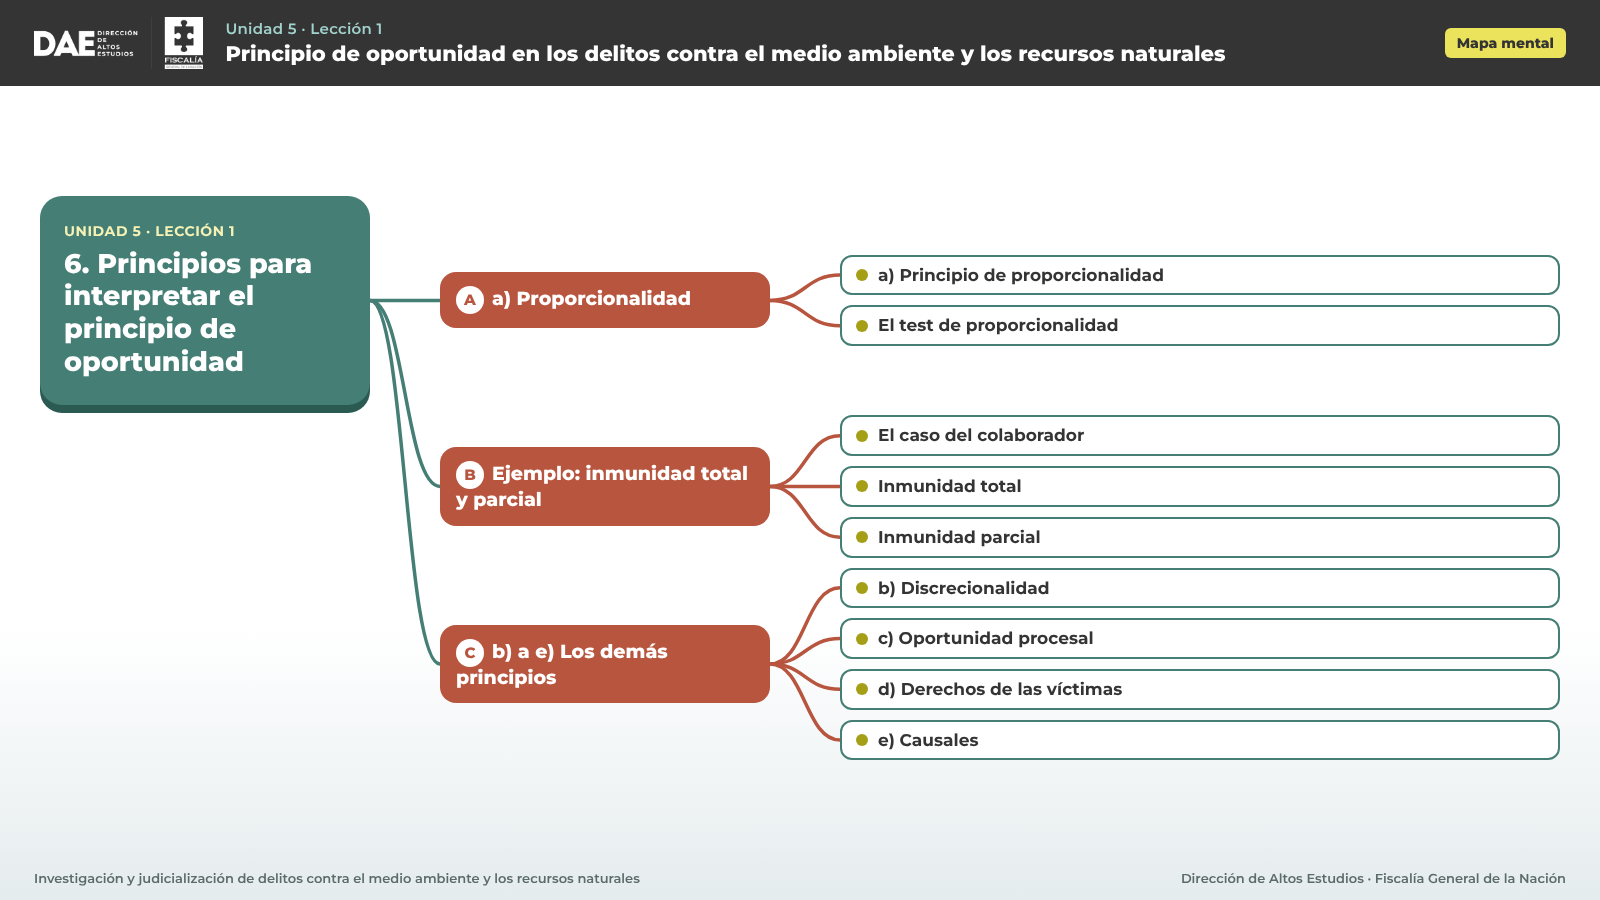 DAE DIRECCIÓN
DE
ALTOS
ESTUDIOS
FISCALÍA
Unidad 5 · Lección 1
Principio de oportunidad en los delitos contra el medio ambiente y los recursos naturales
Mapa mental
UNIDAD 5 · LECCIÓN 1
6. Principios para
interpretar el
principio de
oportunidad
A a) Proporcionalidad
a) Principio de proporcionalidad
El test de proporcionalidad
B Ejemplo: inmunidad total
y parcial
El caso del colaborador
Inmunidad total
Inmunidad parcial
C b) a e) Los demás
principios
b) Discrecionalidad
c) Oportunidad procesal
d) Derechos de las víctimas
e) Causales
Investigación y judicialización de delitos contra el medio ambiente y los recursos naturales
Dirección de Altos Estudios · Fiscalía General de la Nación